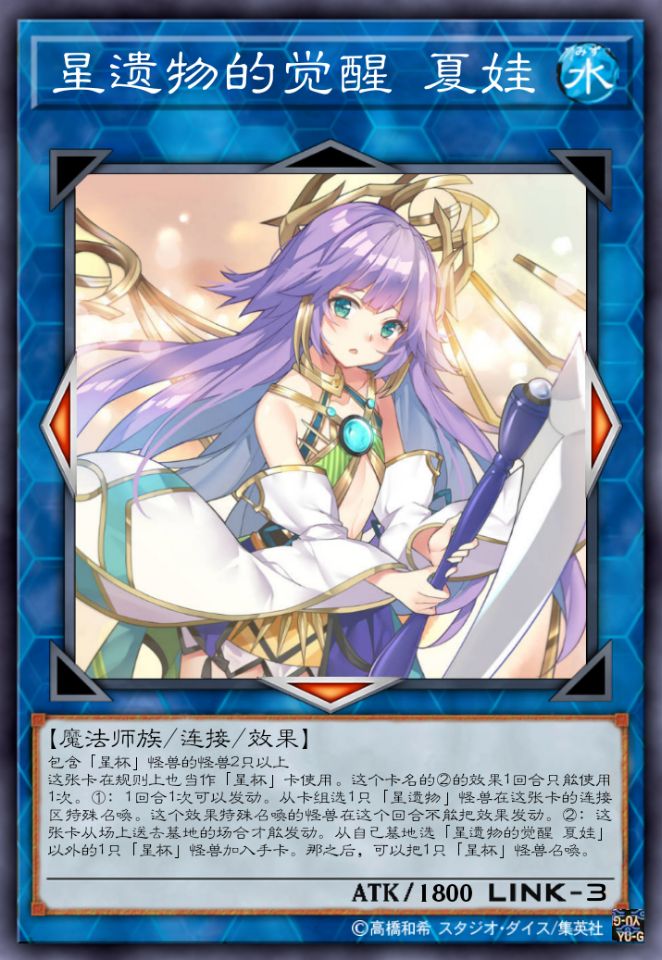 星遗物的觉醒 夏娃
みず
水
【魔法师族/连接/效果】
包含「星杯」怪兽的怪兽2只以上
这张卡在规则上也当作「星杯」卡使用。这个卡名的②的效果1回合只能使用
1次。①：1回合1次可以发动。从卡组选1只「星遗物」怪兽在这张卡的连接
区特殊召唤。这个效果特殊召唤的怪兽在这个回合不能把效果发动。②：这
张卡从场上送去墓地的场合才能发动。从自己墓地选「星遗物的觉醒 夏娃」
以外的1只「星杯」怪兽加入手卡。那之后，可以把1只「星杯」怪兽召唤。
ATK/1800 LINK-3
©高橋和希 スタジオ・ダイス/集英社
YU-G
YU-G